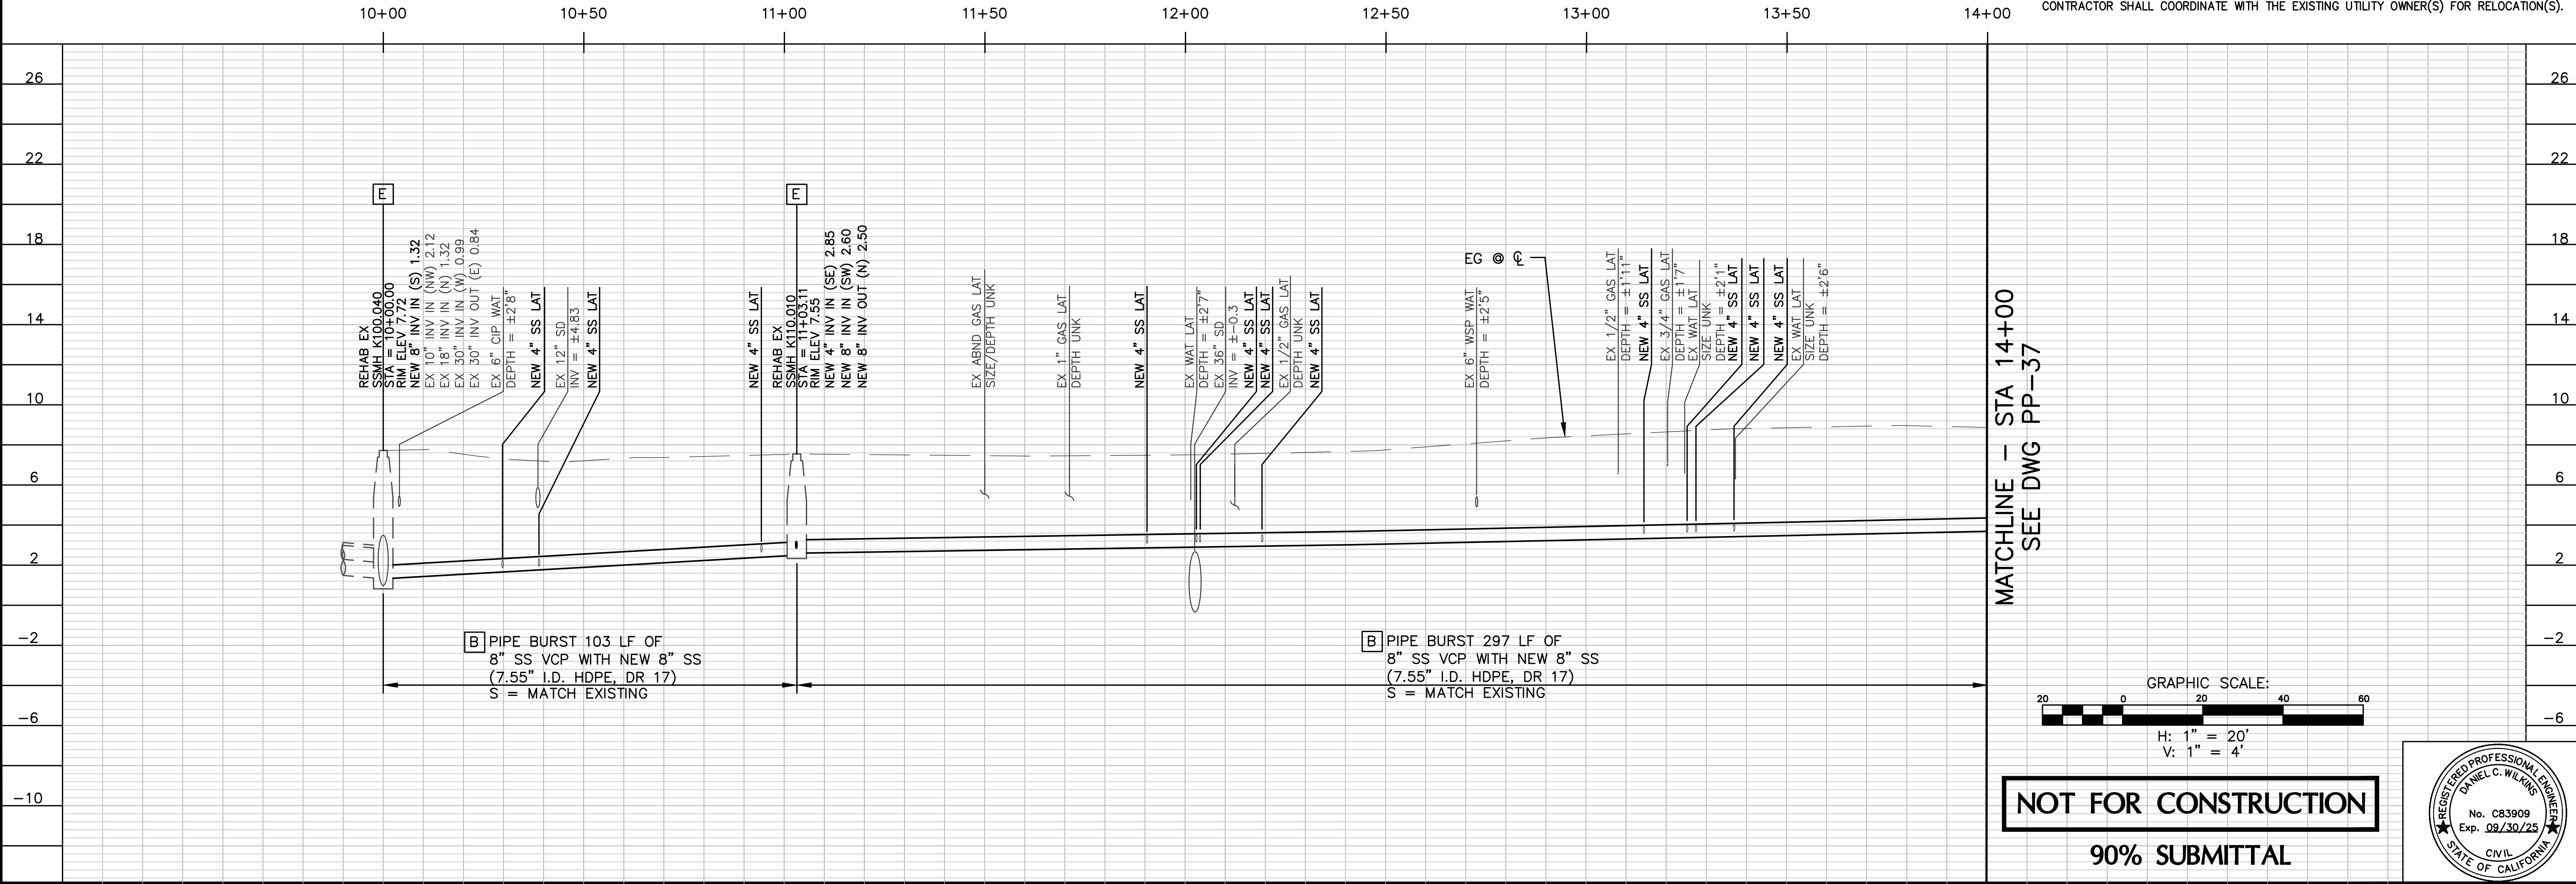 10+00 10+50 11+00 11+50 12+00 12+50 13+00 13+50 14+00
CONTRACTOR SHALL COORDINATE WITH THE EXISTING UTILITY OWNER(S) FOR RELOCATION(S).
26
22
18
14
10
6
2
-2
-6
-10
E
REHAB EX
SSMH K100.040
STA = 10+00.00
RIM ELEV 7.72
NEW 8" INV IN (S) 1.32
EX 10" INV IN (NW) 2.12
EX 18" INV IN (N) 1.32
EX 30" INV IN (W) 0.99
EX 30" INV OUT (E) 0.84
EX 6" CIP WAT
DEPTH = ±2'8"
NEW 4" SS LAT
EX 12" SD
INV = ±4.83
NEW 4" SS LAT
NEW 4" SS LAT
E
REHAB EX
SSMH K110.010
STA = 11+03.11
RIM ELEV 7.55
NEW 4" INV IN (SE) 2.85
NEW 8" INV IN (SW) 2.60
NEW 8" INV OUT (N) 2.50
EX ABND GAS LAT
SIZE/DEPTH UNK
EX 1" GAS LAT
DEPTH UNK
NEW 4" SS LAT
EX WAT LAT
DEPTH = ±2'7"
EX 36" SD
INV = ±-0.3
NEW 4" SS LAT
NEW 4" SS LAT
EX 1/2" GAS LAT
DEPTH UNK
NEW 4" SS LAT
EX 6" WSP WAT
DEPTH = ±2'5"
EG @ ℄
EX 1/2" GAS LAT
DEPTH = ±1'11"
NEW 4" SS LAT
EX 3/4" GAS LAT
DEPTH = ±1'7"
EX WAT LAT
SIZE UNK
DEPTH = ±2'1"
NEW 4" SS LAT
NEW 4" SS LAT
NEW 4" SS LAT
EX WAT LAT
SIZE UNK
DEPTH = ±2'6"
MATCHLINE - STA 14+00
SEE DWG PP-37
26
22
18
14
10
6
2
-2
-6
B PIPE BURST 103 LF OF
8" SS VCP WITH NEW 8" SS
(7.55" I.D. HDPE, DR 17)
S = MATCH EXISTING
B PIPE BURST 297 LF OF
8" SS VCP WITH NEW 8" SS
(7.55" I.D. HDPE, DR 17)
S = MATCH EXISTING
GRAPHIC SCALE:
20 0 20 40 60
H: 1" = 20'
V: 1" = 4'
NOT FOR CONSTRUCTION
90% SUBMITTAL
REGISTERED PROFESSIONAL ENGINEER
DANIEL C. WILKINS
No. C83909
Exp. 09/30/25
CIVIL
STATE OF CALIFORNIA